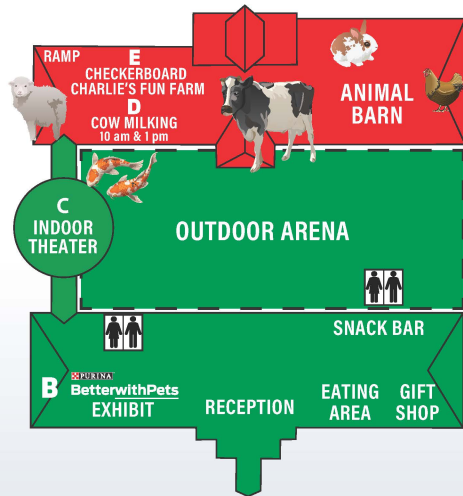 RAMP
E
CHECKERBOARD
CHARLIE'S FUN FARM
D
COW MILKING
10 am & 1 pm
ANIMAL
BARN
C
INDOOR
THEATER
OUTDOOR ARENA
SNACK BAR
B
PURINA
BetterwithPets
EXHIBIT
RECEPTION
EATING
AREA
GIFT
SHOP